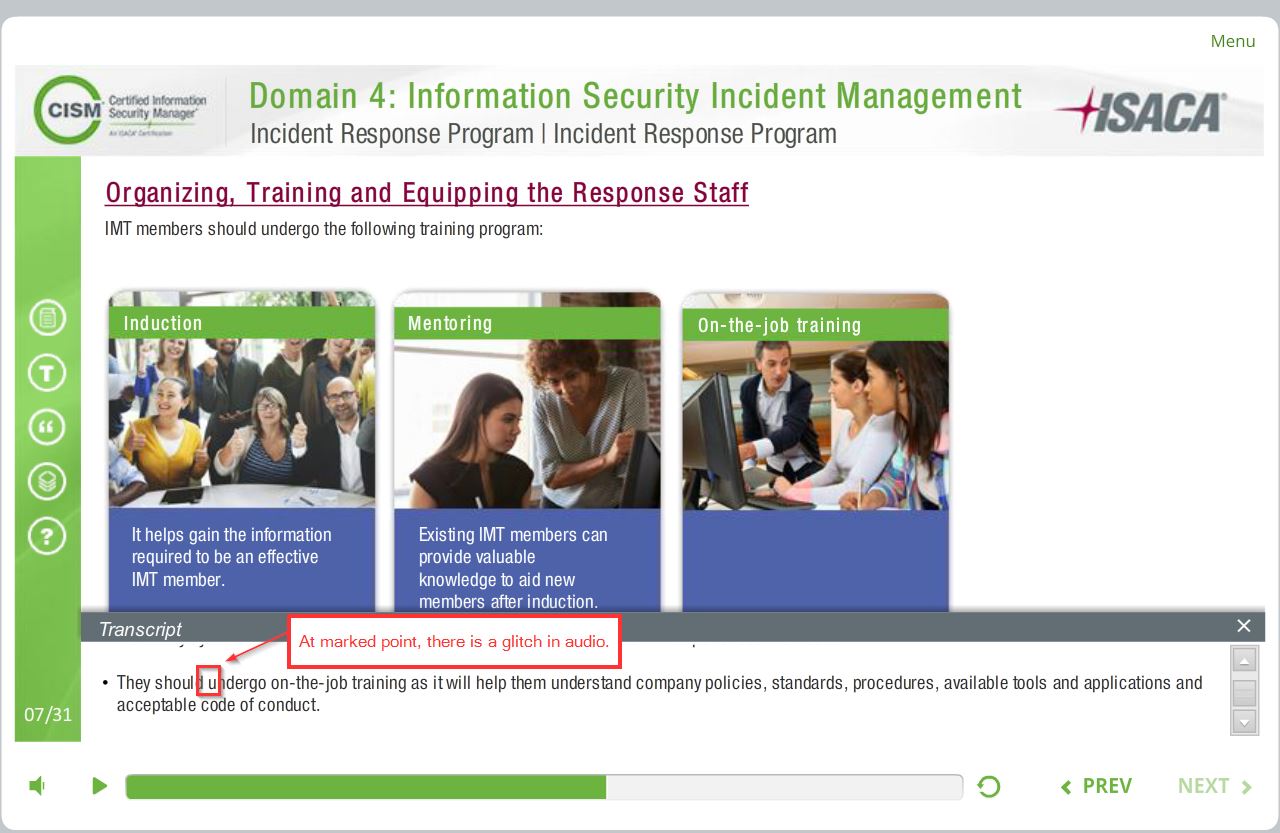 Menu
CISM
Certified Information
Security Manager®
An ISACA® Certification
Domain 4: Information Security Incident Management
Incident Response Program | Incident Response Program
ISACA®
Organizing, Training and Equipping the Response Staff
IMT members should undergo the following training program:
Induction
Mentoring
On-the-job training
T
“
?
It helps gain the information
required to be an effective
IMT member.
Existing IMT members can
provide valuable
knowledge to aid new
members after induction.
Transcript
At marked point, there is a glitch in audio.
• They should undergo on-the-job training as it will help them understand company policies, standards, procedures, available tools and applications and
acceptable code of conduct.
07/31
PREV
NEXT